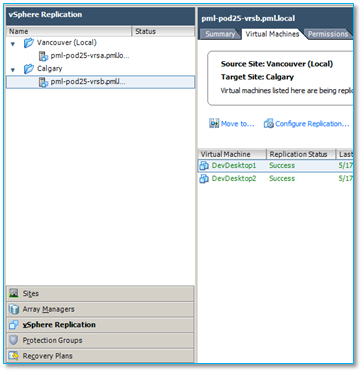 vSphere Replication
Name Status
Vancouver (Local)
pml-pod25-vrsa.pml.lo...
Calgary
pml-pod25-vrsb.pml.l...
Sites
Array Managers
vSphere Replication
Protection Groups
Recovery Plans
pml-pod25-vrsb.pml.local
Summary Virtual Machines Permissions
Source Site: Vancouver (Local)
Target Site: Calgary
Virtual machines listed here are being replic
Move to... Configure Replication...
Virtual Machine Replication Status Last
DevDesktop1 Success 5/17
DevDesktop2 Success 5/17